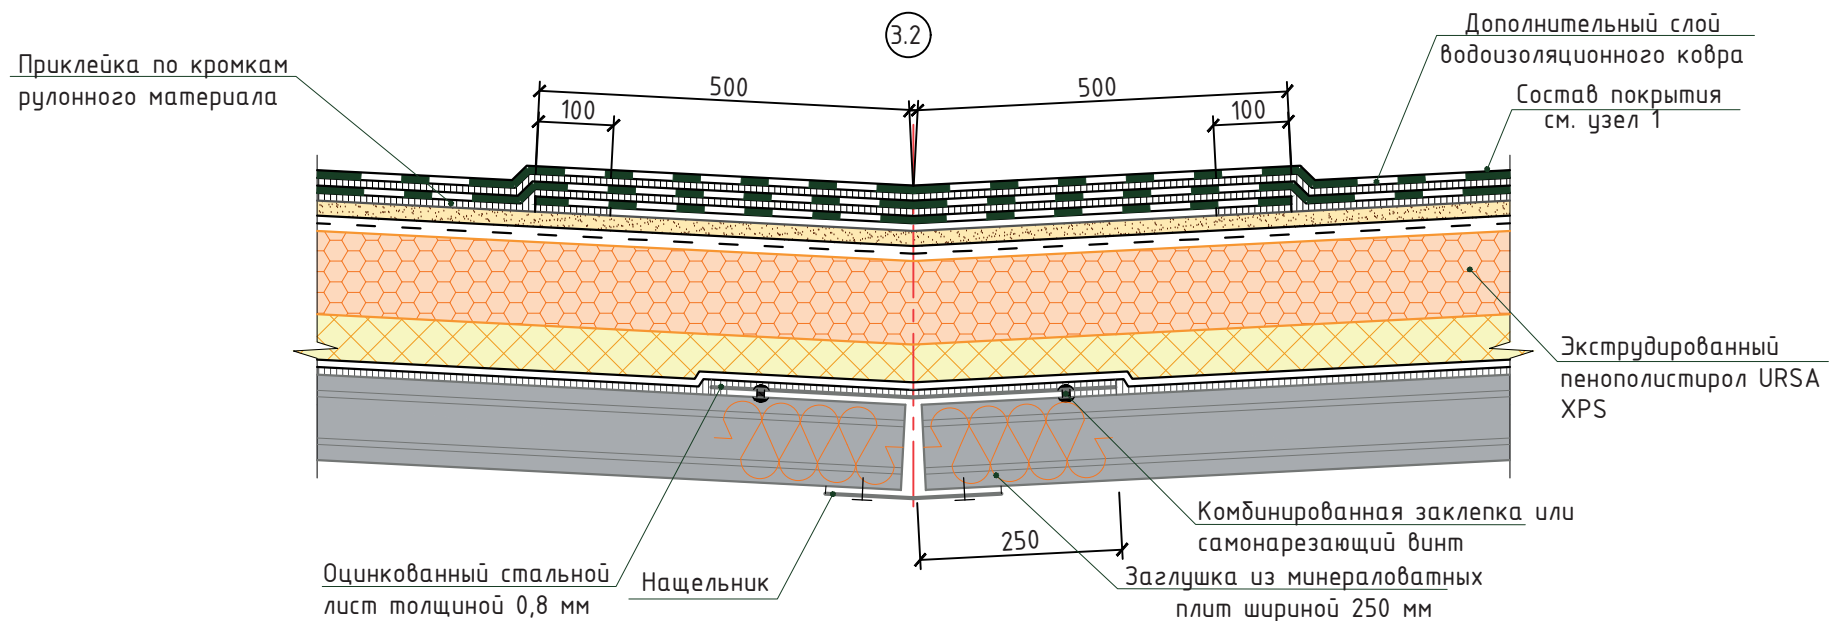 3.2
Дополнительный слой
водоизоляционного ковра
Приклейка по кромкам
рулонного материала
500
500
100
100
Состав покрытия
см. узел 1
Экструдированный
пенополистирол URSA
XPS
Комбинированная заклепка или
самонарезающий винт
250
Оцинкованный стальной
лист толщиной 0,8 мм
Нащельник
Заглушка из минераловатных
плит шириной 250 мм